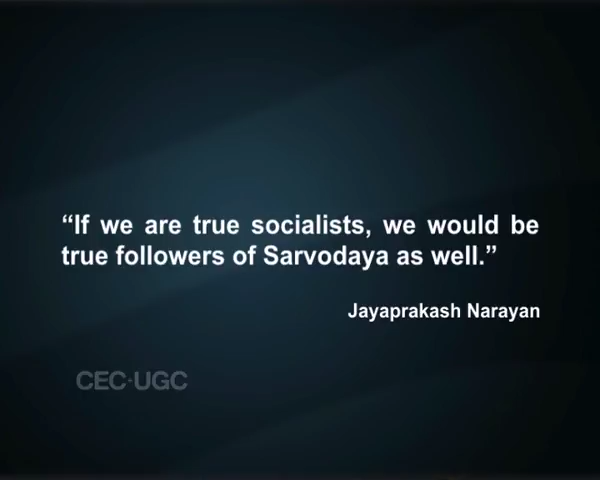 “If we are true socialists, we would be
true followers of Sarvodaya as well.”
Jayaprakash Narayan
CEC-UGC